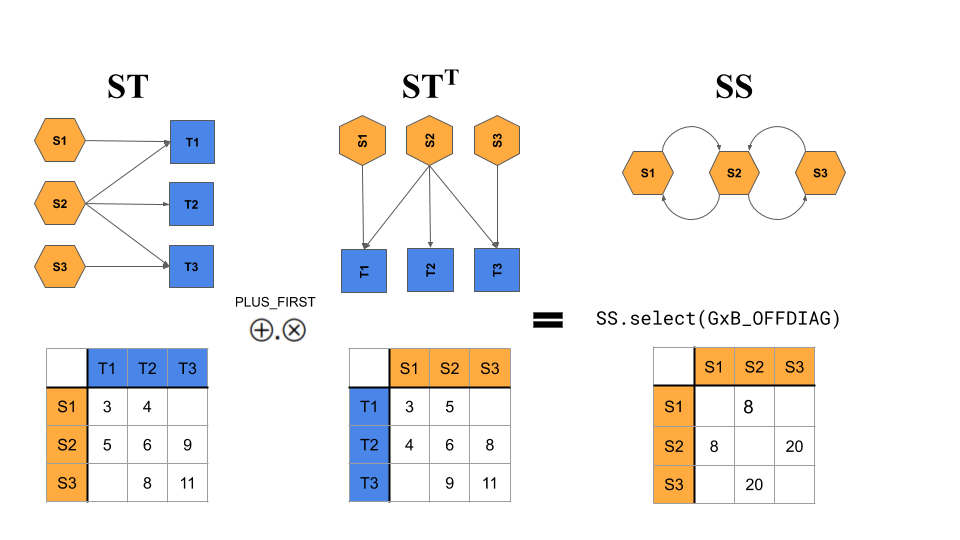 ST
STᵀ
SS
S1
T1
S2
T2
S3
T3
S1
S2
S3
T1
T2
T3
S1
S2
S3
PLUS_FIRST
⊕.⊗
=
SS.select(GxB_OFFDIAG)
T1 T2 T3
S1 3 4
S2 5 6 9
S3 8 11
S1 S2 S3
T1 3 5
T2 4 6 8
T3 9 11
S1 S2 S3
S1 8
S2 8 20
S3 20